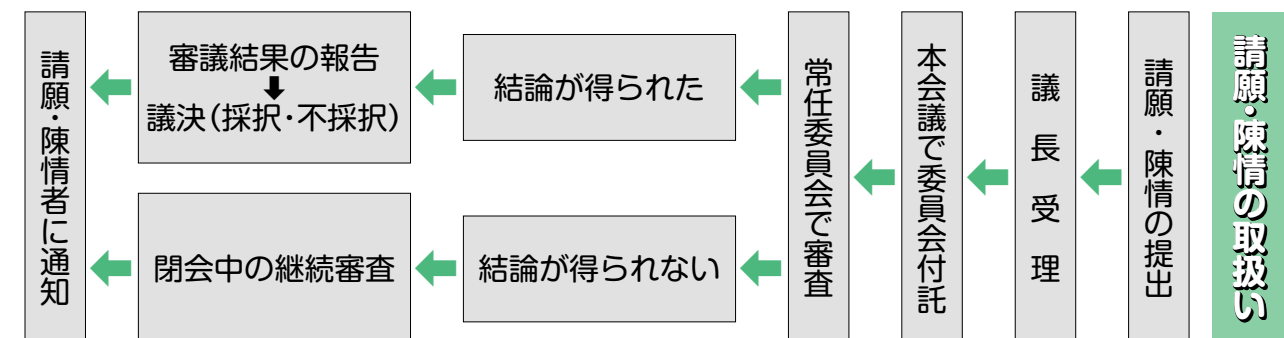 請願・陳情の取扱い
請願・陳情の提出
議長受理
本会議で委員会付託
常任委員会で審査
結論が得られた
審議結果の報告
議決(採択・不採択)
結論が得られない
閉会中の継続審査
請願・陳情者に通知